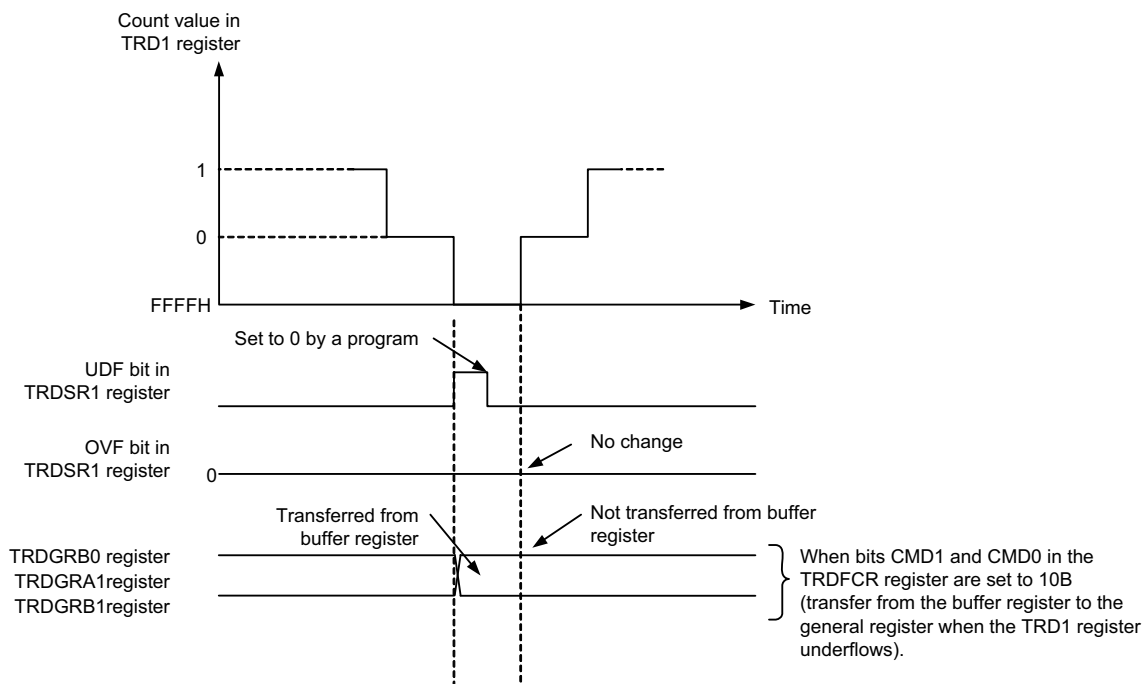 Count value in
TRD1 register
1
0
FFFFH
Time
Set to 0 by a program
UDF bit in
TRDSR1 register
No change
OVF bit in
TRDSR1 register
0
Transferred from
buffer register
Not transferred from buffer
register
TRDGRB0 register
TRDGRA1register
TRDGRB1register
When bits CMD1 and CMD0 in the
TRDFCR register are set to 10B
(transfer from the buffer register to the
general register when the TRD1 register
underflows).